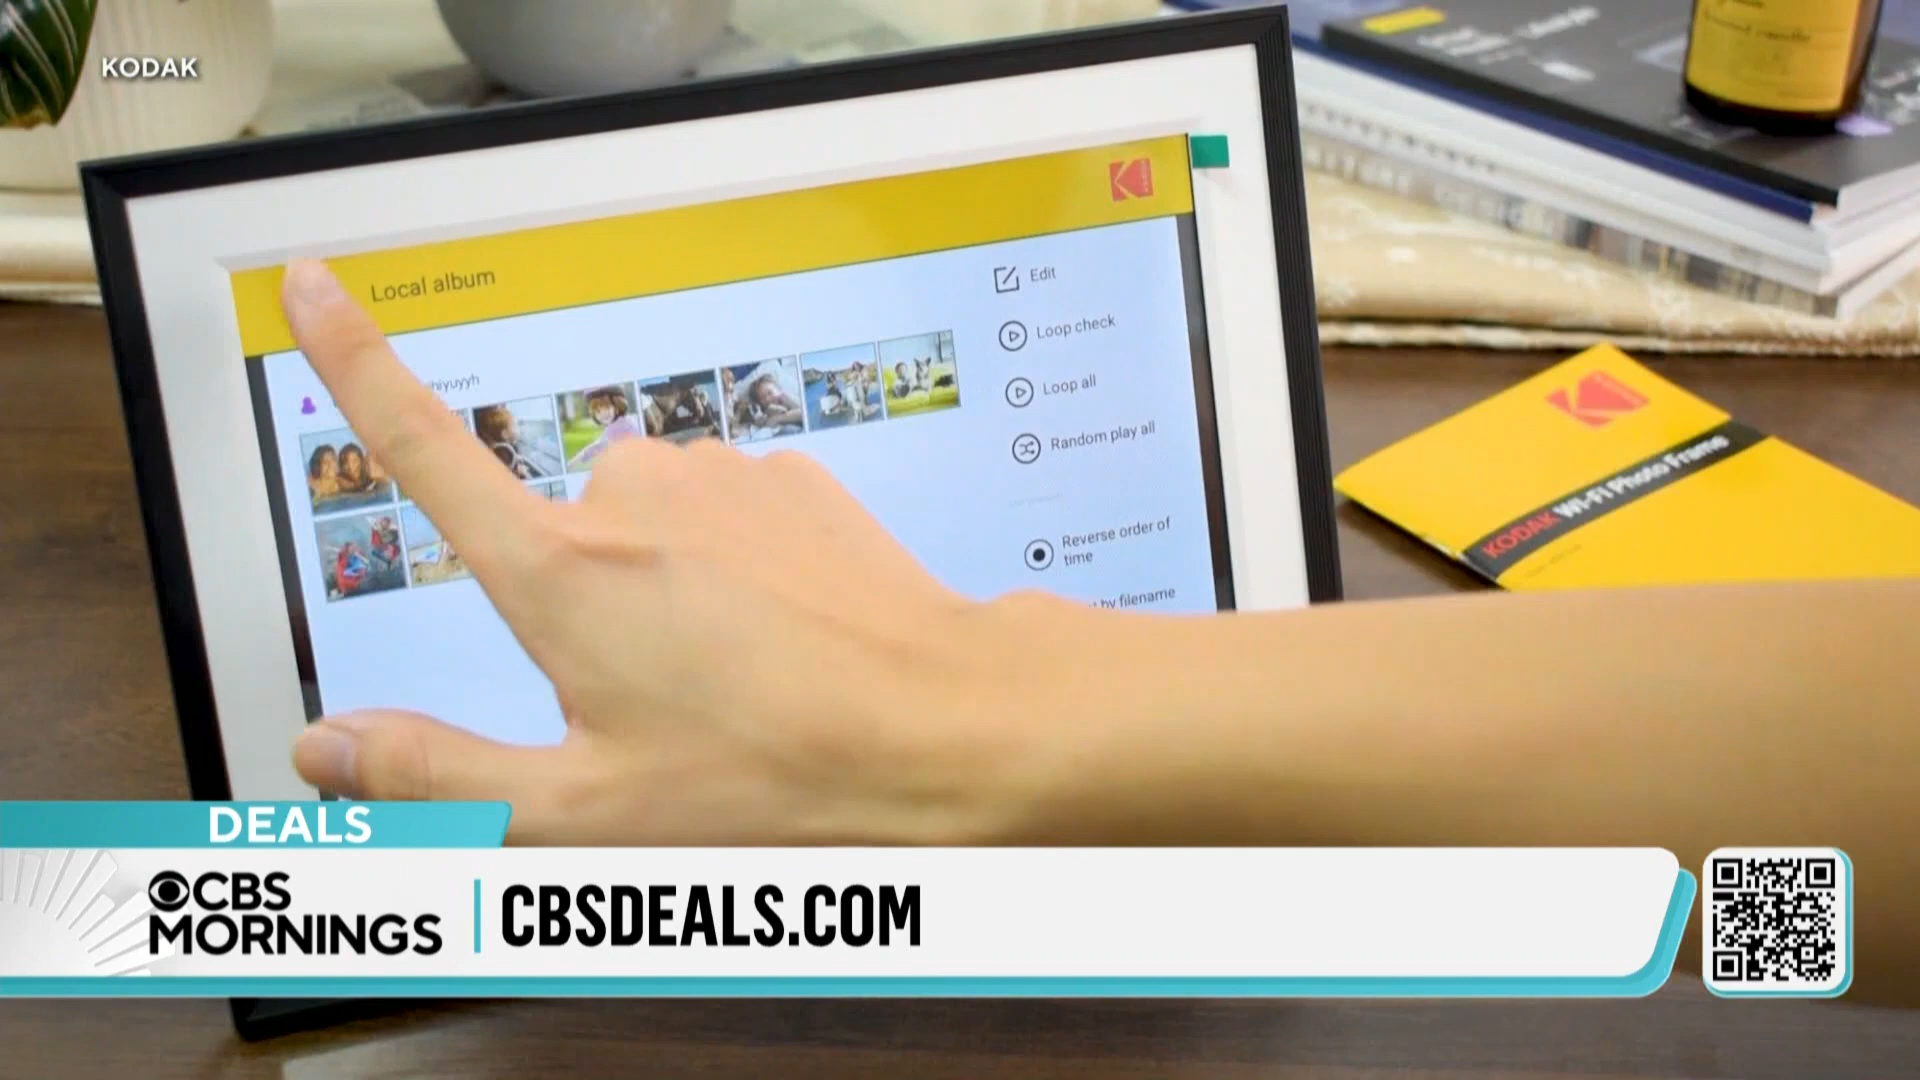 KODAK
Local album
Edit
Loop check
Loop all
Random play all
Reverse order of
time
by filename
KODAK Wi-Fi Photo Frame
DEALS
CBS
MORNINGS
CBSDEALS.COM